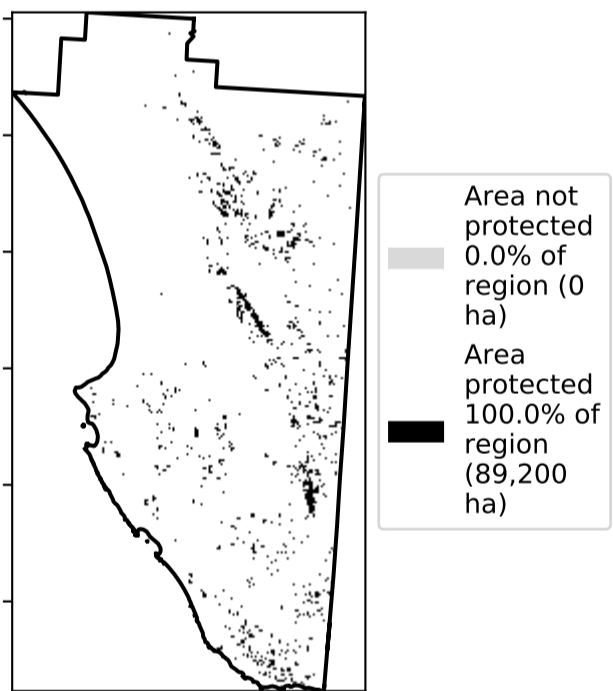 Area not
protected
0.0% of
region (0
ha)
Area
protected
100.0% of
region
(89,200
ha)